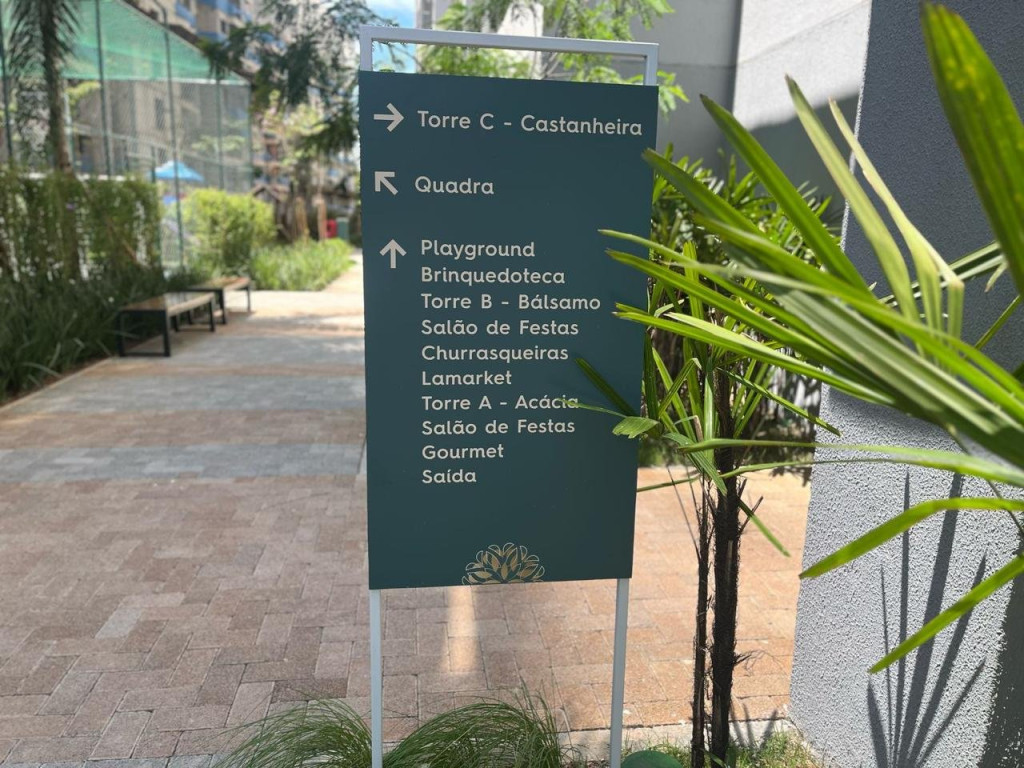 → Torre C - Castanheira
↖ Quadra
↑ Playground
Brinquedoteca
Torre B - Bálsamo
Salão de Festas
Churrasqueiras
Lamarket
Torre A - Acácia
Salão de Festas
Gourmet
Saída